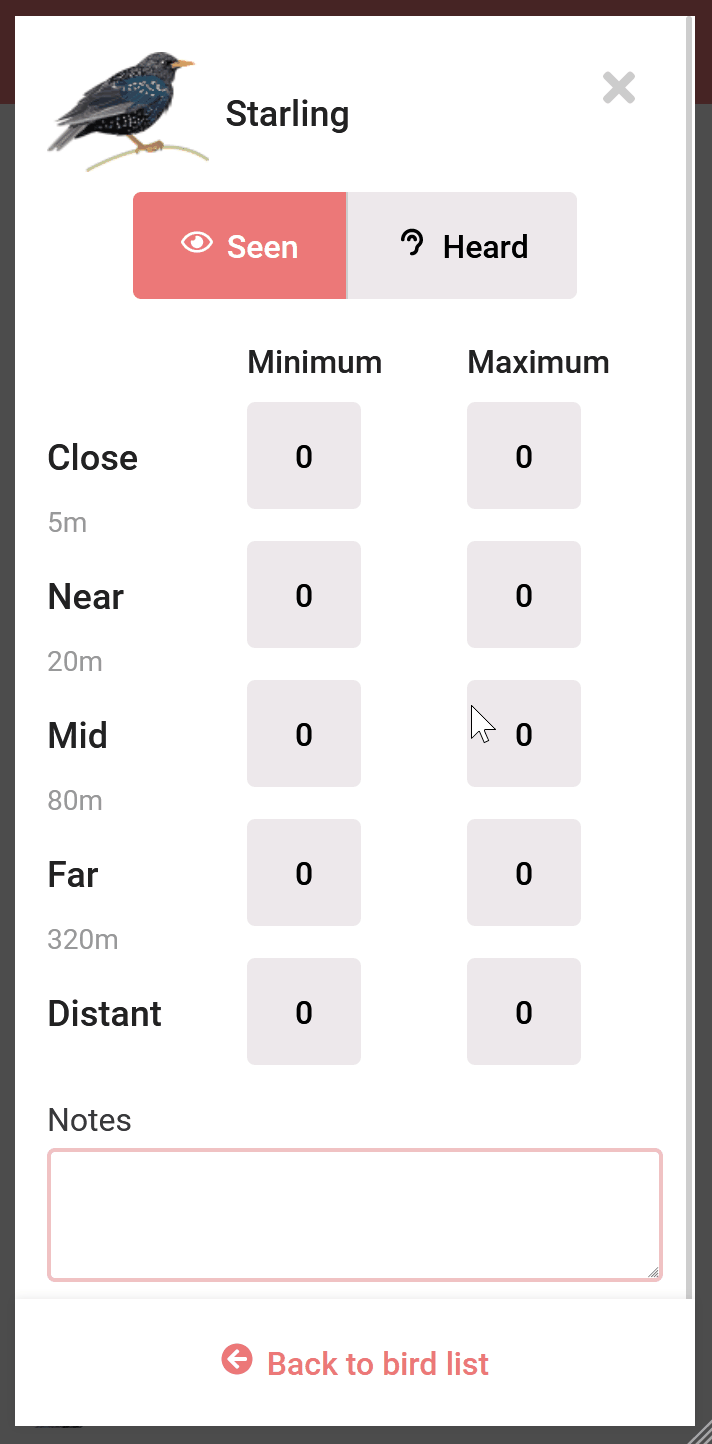 Starling
Seen Heard
Minimum Maximum
Close 0 0
5m
Near 0 0
20m
Mid 0 0
80m
Far 0 0
320m
Distant 0 0
Notes
Back to bird list